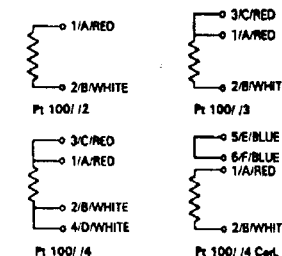 1/A/RED
2/B/WHITE
Pt 100/ /2
3/C/RED
1/A/RED
2/B/WHIT
Pt 100/ /3
3/C/RED
1/A/RED
2/B/WHITE
4/D/WHITE
Pt 100/ /4
5/E/BLUE
6/F/BLUE
1/A/RED
2/B/WHIT
Pt 100/ /4 CerL